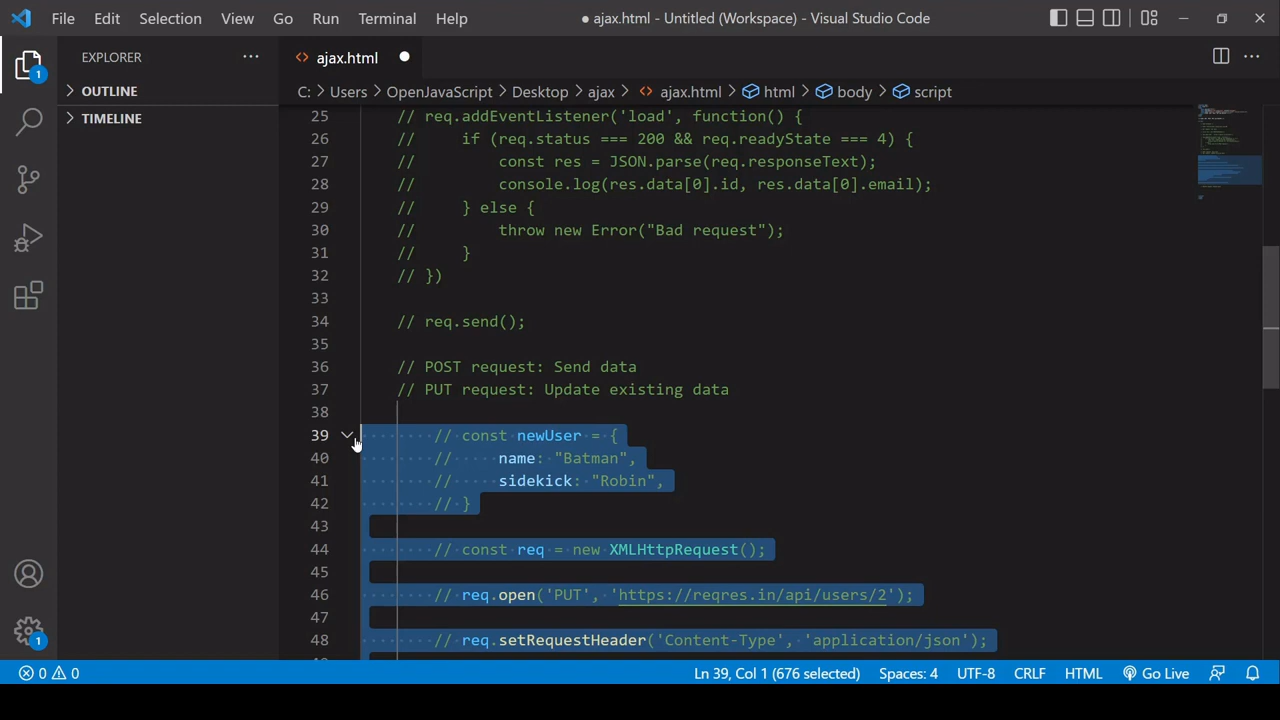 File Edit Selection View Go Run Terminal Help ● ajax.html - Untitled (Workspace) - Visual Studio Code
EXPLORER ··· <> ajax.html ● ···
OUTLINE
TIMELINE
C: > Users > OpenJavaScript > Desktop > ajax > <> ajax.html > html > body > script
25 // req.addEventListener('load', function() {
26 //     if (req.status === 200 && req.readyState === 4) {
27 //         const res = JSON.parse(req.responseText);
28 //         console.log(res.data[0].id, res.data[0].email);
29 //     } else {
30 //         throw new Error("Bad request");
31 //     }
32 // })
33
34 // req.send();
35
36 // POST request: Send data
37 // PUT request: Update existing data
38
39 // const newUser = {
40 //     name: "Batman",
41 //     sidekick: "Robin",
42 // }
43
44 // const req = new XMLHttpRequest();
45
46 // req.open('PUT', 'https://reqres.in/api/users/2');
47
48 // req.setRequestHeader('Content-Type', 'application/json');
1
1
0 0 Ln 39, Col 1 (676 selected) Spaces: 4 UTF-8 CRLF HTML Go Live